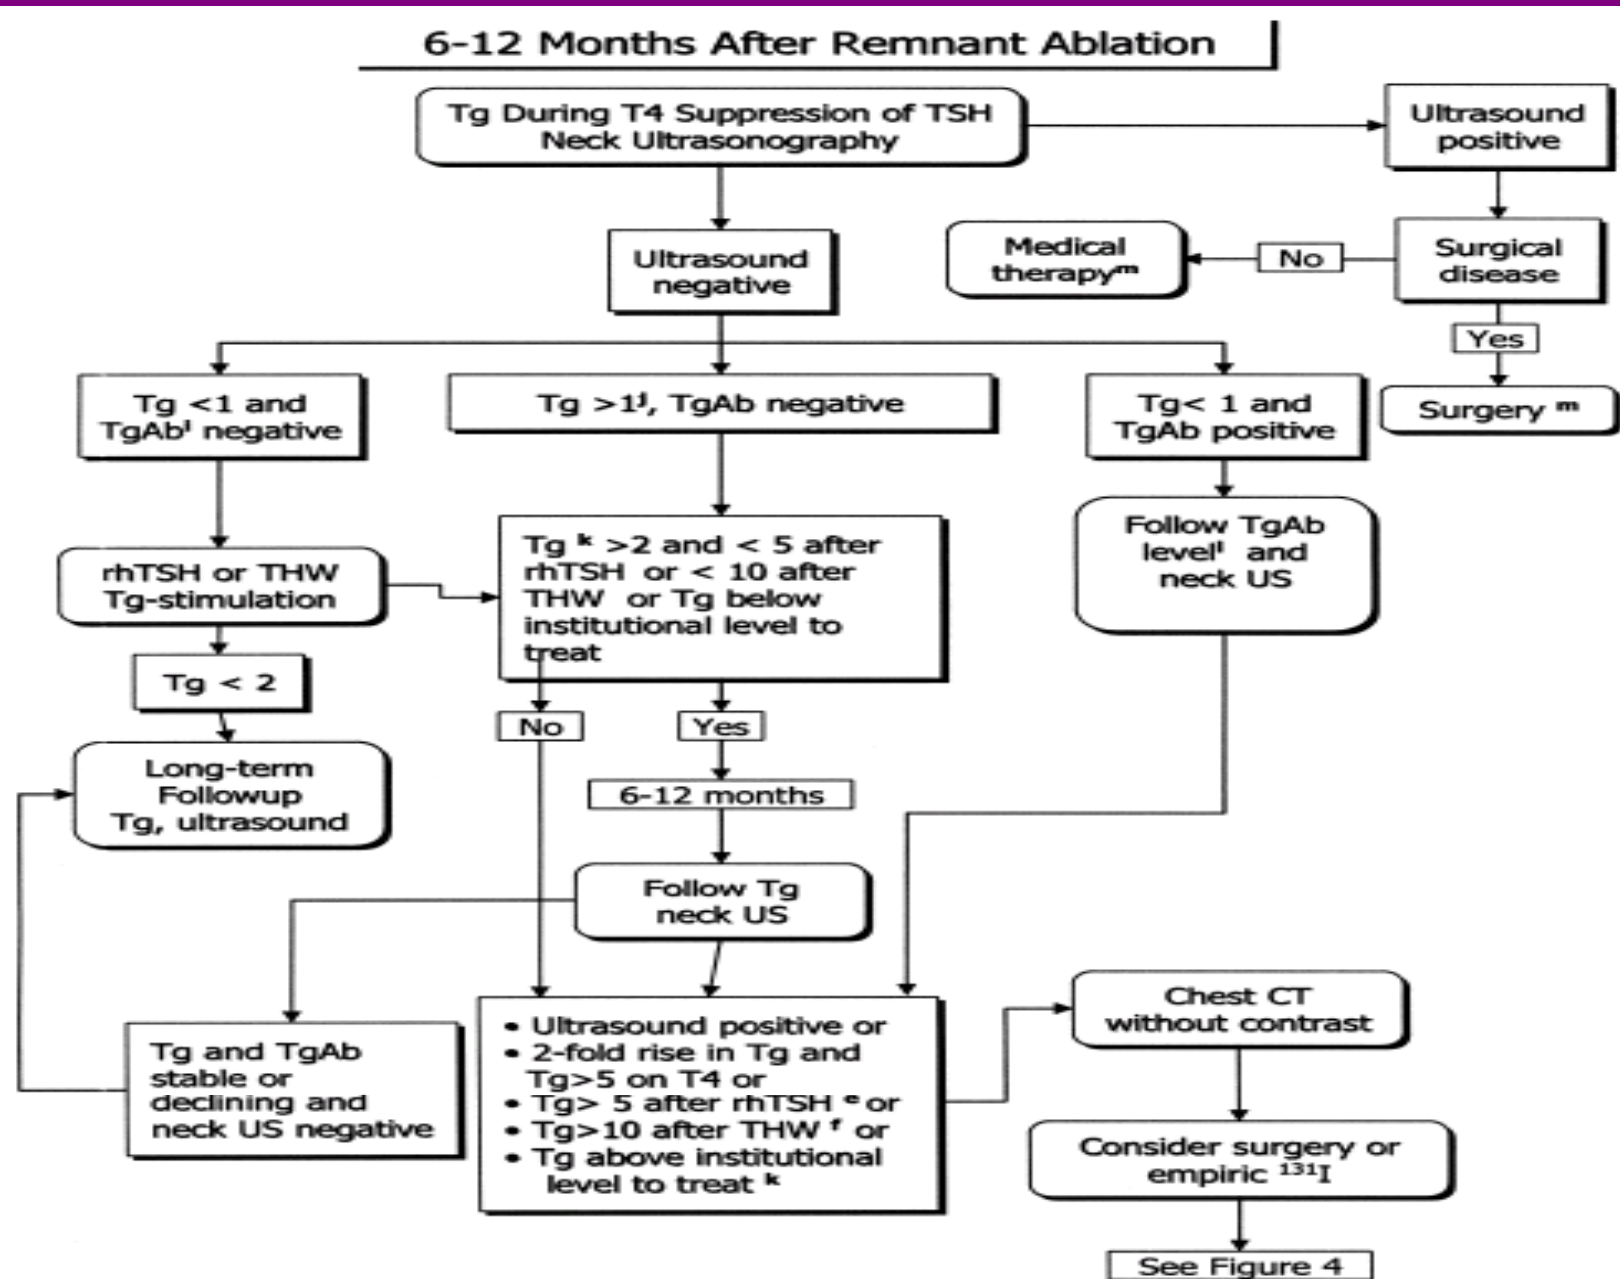 6-12 Months After Remnant Ablation
Tg During T4 Suppression of TSH
Neck Ultrasonography
Ultrasound
positive
Ultrasound
negative
Medical
therapyᵐ
No
Surgical
disease
Yes
Surgery ᵐ
Tg <1 and
TgAbˡ negative
Tg >1ʲ, TgAb negative
Tg< 1 and
TgAb positive
rhTSH or THW
Tg-stimulation
Tg ᵏ >2 and < 5 after
rhTSH or < 10 after
THW or Tg below
institutional level to
treat
Follow TgAb
levelˡ and
neck US
Tg < 2
No
Yes
Long-term
Followup
Tg, ultrasound
6-12 months
Follow Tg
neck US
Tg and TgAb
stable or
declining and
neck US negative
• Ultrasound positive or
• 2-fold rise in Tg and
Tg>5 on T4 or
• Tg> 5 after rhTSH ᵉ or
• Tg>10 after THW ᶠ or
• Tg above institutional
level to treat ᵏ
Chest CT
without contrast
Consider surgery or
empiric ¹³¹I
See Figure 4